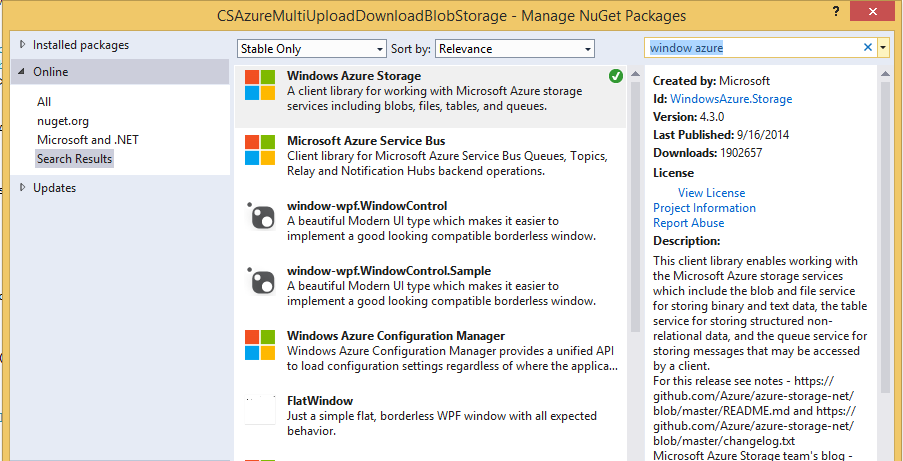 CSAzureMultiUploadDownloadBlobStorage - Manage NuGet Packages
? ×
Installed packages
Online
All
nuget.org
Microsoft and .NET
Search Results
Updates
Stable Only Sort by: Relevance
Windows Azure Storage
A client library for working with Microsoft Azure storage
services including blobs, files, tables, and queues.
Microsoft Azure Service Bus
Client library for Microsoft Azure Service Bus Queues, Topics,
Relay and Notification Hubs backend operations.
window-wpf.WindowControl
A beautiful Modern UI type which makes it easier to
implement a good looking compatible borderless window.
window-wpf.WindowControl.Sample
A beautiful Modern UI type which makes it easier to
implement a good looking compatible borderless window.
Windows Azure Configuration Manager
Windows Azure Configuration Manager provides a unified API
to load configuration settings regardless of where the applica...
FlatWindow
Just a simple flat, borderless WPF window with all expected
behavior.
window azure ×
Created by: Microsoft
Id: WindowsAzure.Storage
Version: 4.3.0
Last Published: 9/16/2014
Downloads: 1902657
License
View License
Project Information
Report Abuse
Description:
This client library enables working with
the Microsoft Azure storage services
which include the blob and file service
for storing binary and text data, the table
service for storing structured non-
relational data, and the queue service for
storing messages that may be accessed
by a client.
For this release see notes - https://
github.com/Azure/azure-storage-net/
blob/master/README.md and https://
github.com/Azure/azure-storage-net/
blob/master/changelog.txt
Microsoft Azure Storage team's blog -